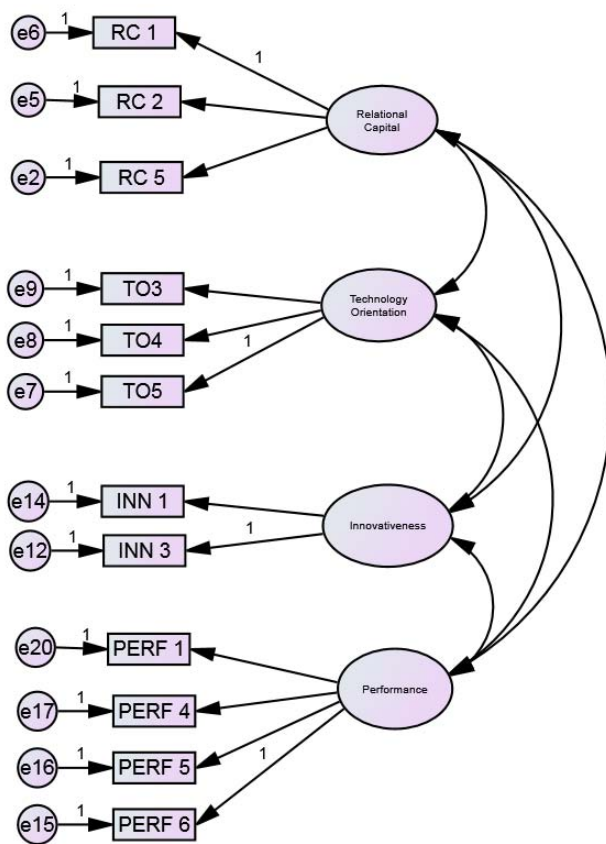 e6 1 RC 1
1
e5 1 RC 2
Relational
Capital
e2 1 RC 5
e9 1 TO3
Technology
Orientation
e8 1 TO4
1
e7 1 TO5
e14 1 INN 1
1
Innovativeness
e12 1 INN 3
e20 1 PERF 1
Performance
e17 1 PERF 4
1
e16 1 PERF 5
e15 1 PERF 6